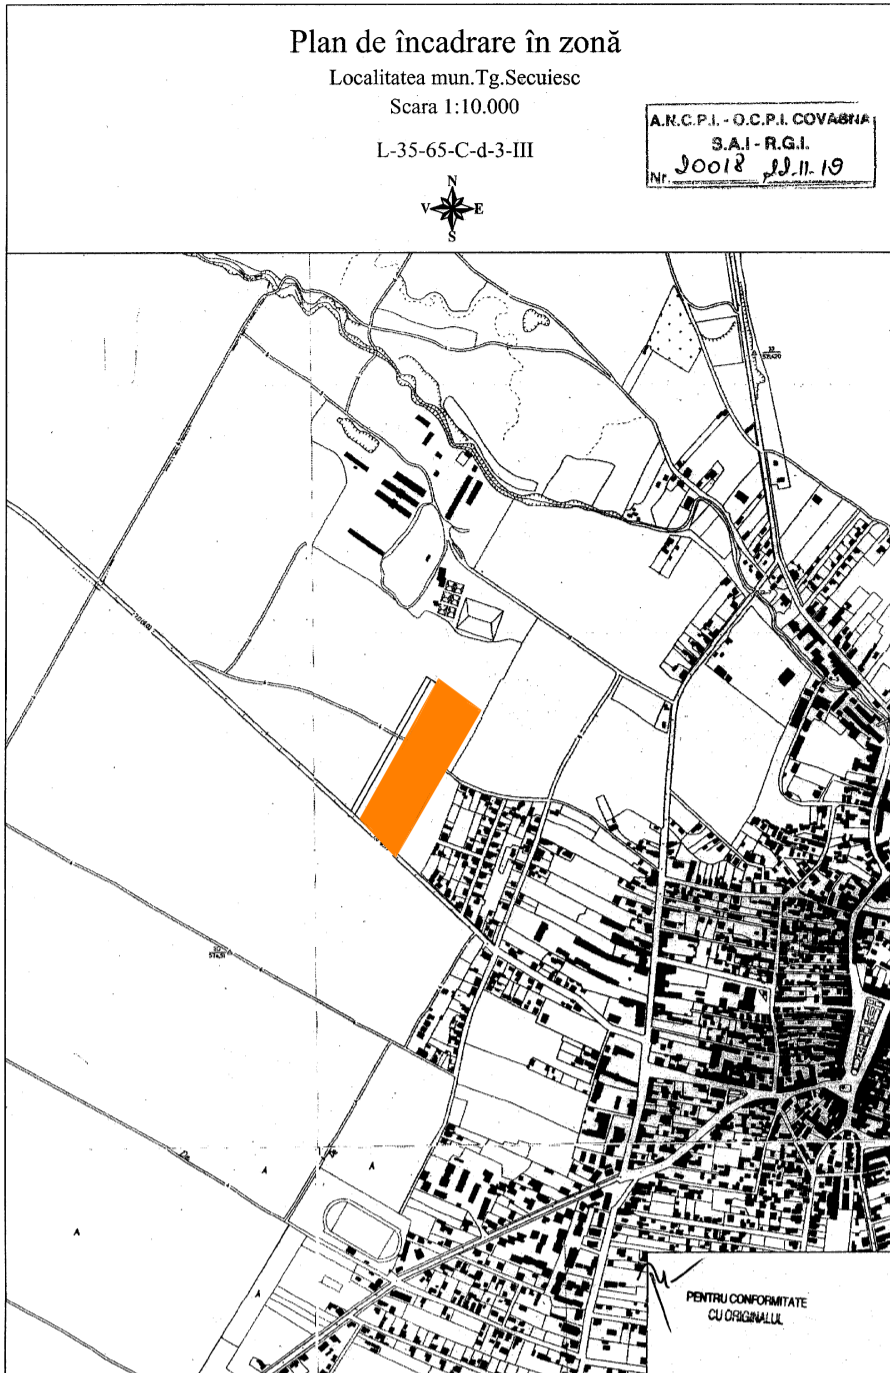 Plan de încadrare în zonă
Localitatea mun.Tg.Secuiesc
Scara 1:10.000
L-35-65-C-d-3-III
A.N.C.P.I. - O.C.P.I. COVASNA
S.A.I - R.G.I.
Nr. 20018 22.11.19
N
V E
S
A
A
A
A
PENTRU CONFORMITATE
CU ORIGINALUL